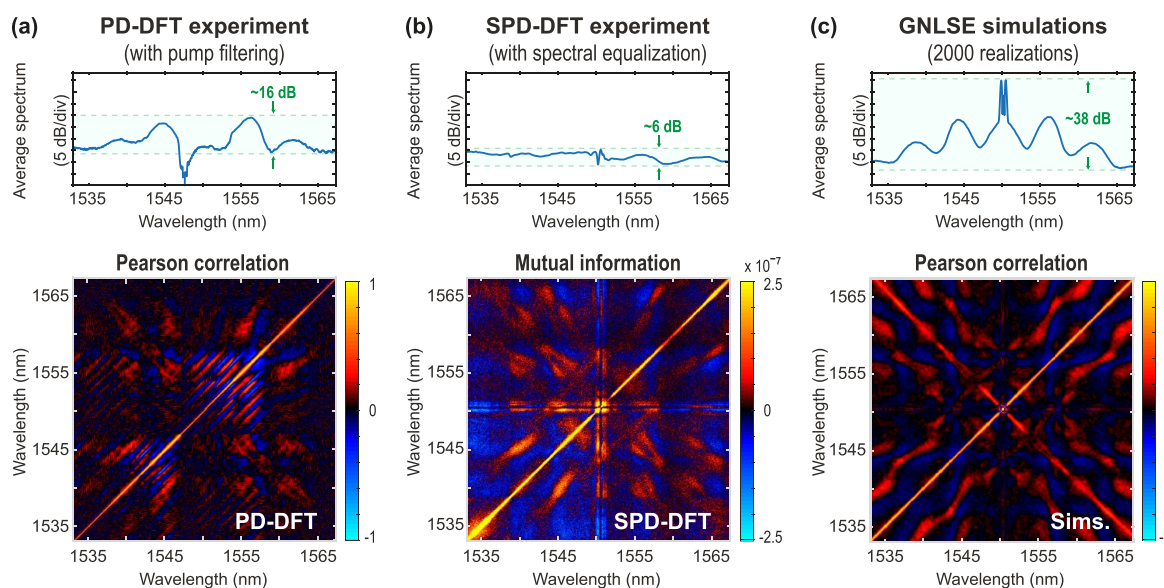 (a) PD-DFT experiment
(with pump filtering)
Average spectrum
(5 dB/div)
~16 dB
1535 1545 1555 1565
Wavelength (nm)
(b) SPD-DFT experiment
(with spectral equalization)
Average spectrum
(5 dB/div)
~6 dB
1535 1545 1555 1565
Wavelength (nm)
(c) GNLSE simulations
(2000 realizations)
Average spectrum
(5 dB/div)
~38 dB
1535 1545 1555 1565
Wavelength (nm)
Pearson correlation
Wavelength (nm)
1565
1555
1545
1535
PD-DFT
1
0
-1
1535 1545 1555 1565
Wavelength (nm)
Mutual information
x 10⁻⁷
Wavelength (nm)
1565
1555
1545
1535
SPD-DFT
2.5
0
-2.5
1535 1545 1555 1565
Wavelength (nm)
Pearson correlation
Wavelength (nm)
1565
1555
1545
1535
Sims.
-
1535 1545 1555 1565
Wavelength (nm)